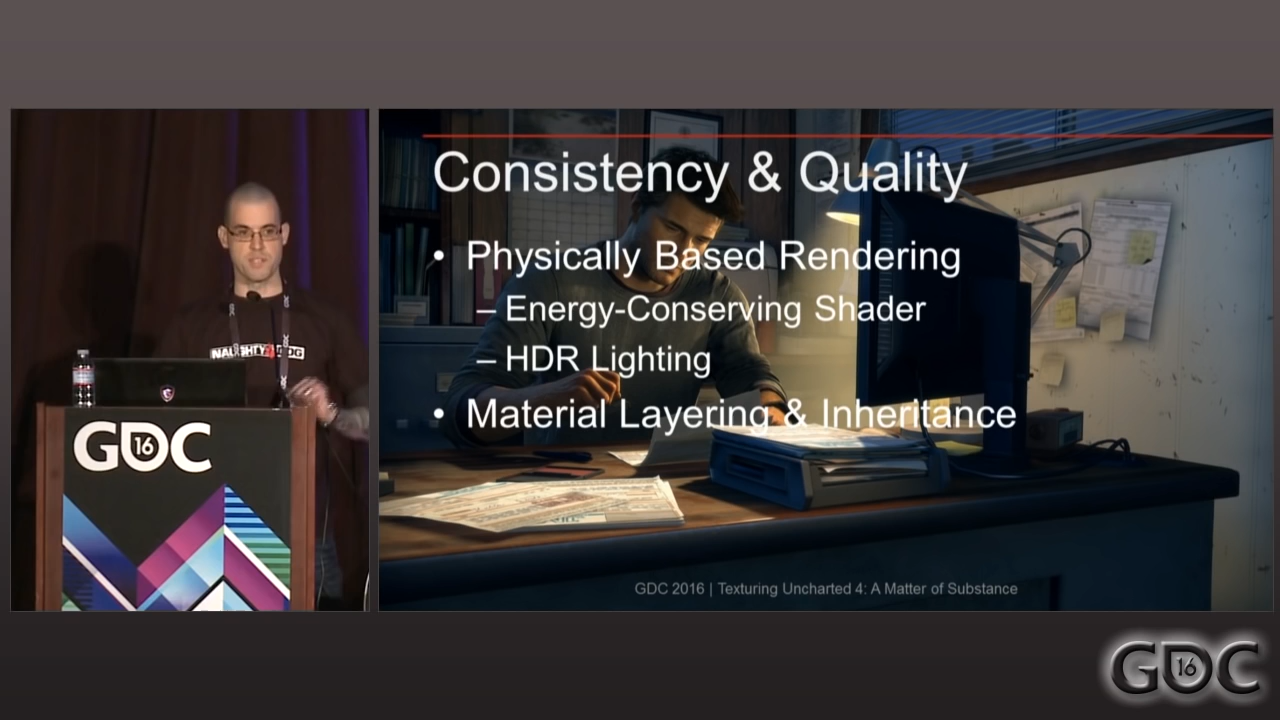 Consistency & Quality
• Physically Based Rendering
– Energy-Conserving Shader
– HDR Lighting
• Material Layering & Inheritance
NAUGHTY DOG
GDC 16
GDC 2016 | Texturing Uncharted 4: A Matter of Substance
GDC 16